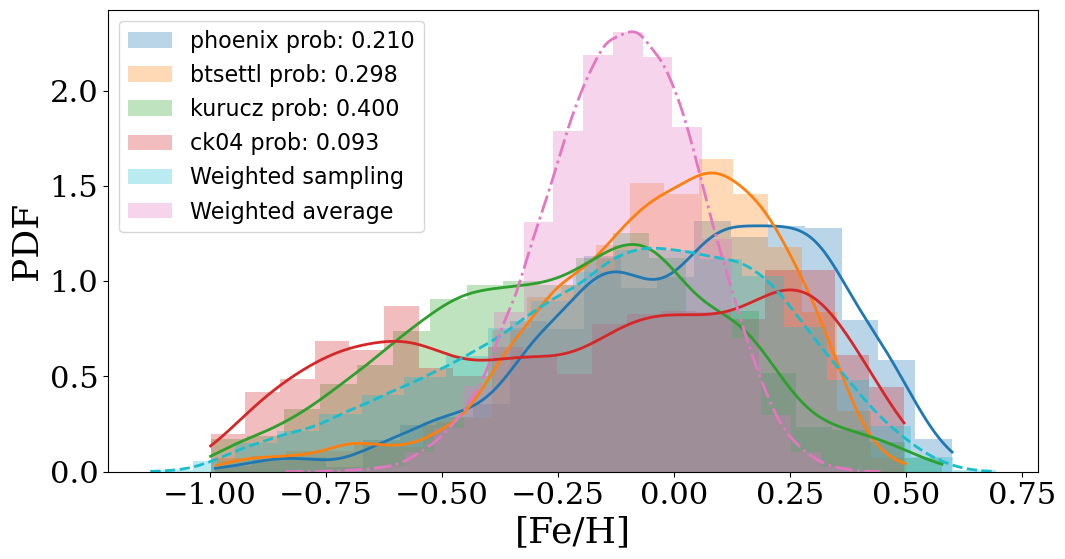 phoenix prob: 0.210
btsettl prob: 0.298
kurucz prob: 0.400
ck04 prob: 0.093
Weighted sampling
Weighted average
PDF
2.0
1.5
1.0
0.5
0.0
−1.00 −0.75 −0.50 −0.25 0.00 0.25 0.50 0.75
[Fe/H]